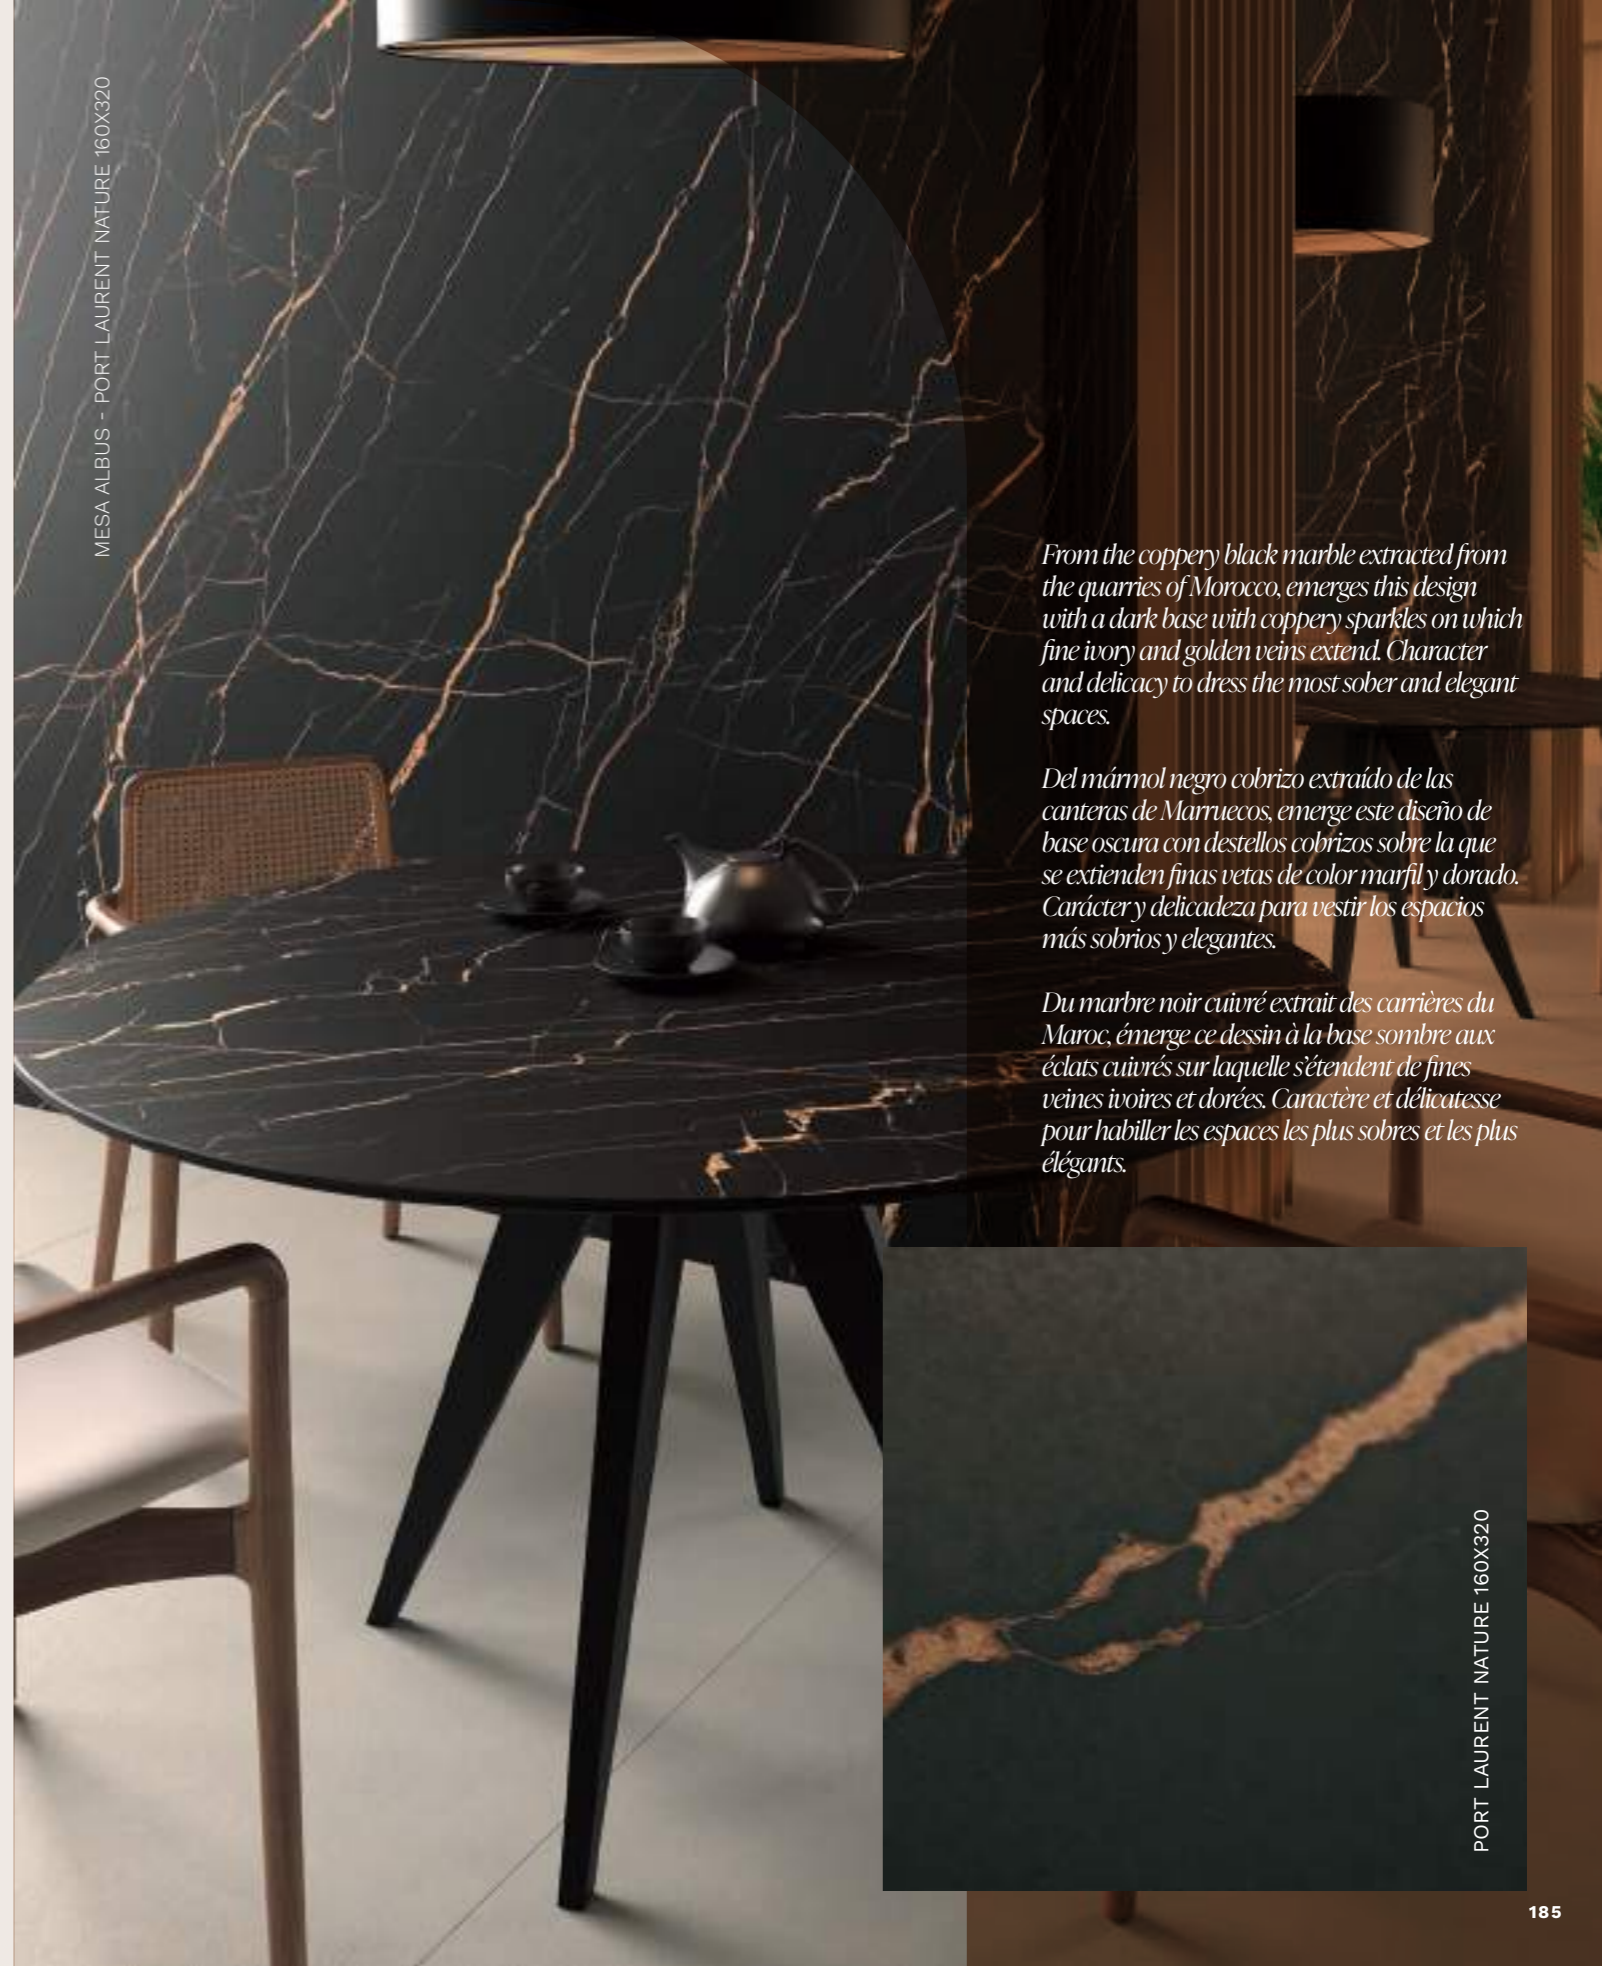 MESA ALBUS - PORT LAURENT NATURE 160X320
From the coppery black marble extracted from
the quarries of Morocco, emerges this design
with a dark base with coppery sparkles on which
fine ivory and golden veins extend. Character
and delicacy to dress the most sober and elegant
spaces.
Del mármol negro cobrizo extraído de las
canteras de Marruecos, emerge este diseño de
base oscura con destellos cobrizos sobre la que
se extienden finas vetas de color marfil y dorado.
Carácter y delicadeza para vestir los espacios
más sobrios y elegantes.
Du marbre noir cuivré extrait des carrières du
Maroc, émerge ce dessin à la base sombre aux
éclats cuivrés sur laquelle s'étendent de fines
veines ivoires et dorées. Caractère et délicatesse
pour habiller les espaces les plus sobres et les plus
élégants.
PORT LAURENT NATURE 160X320
185